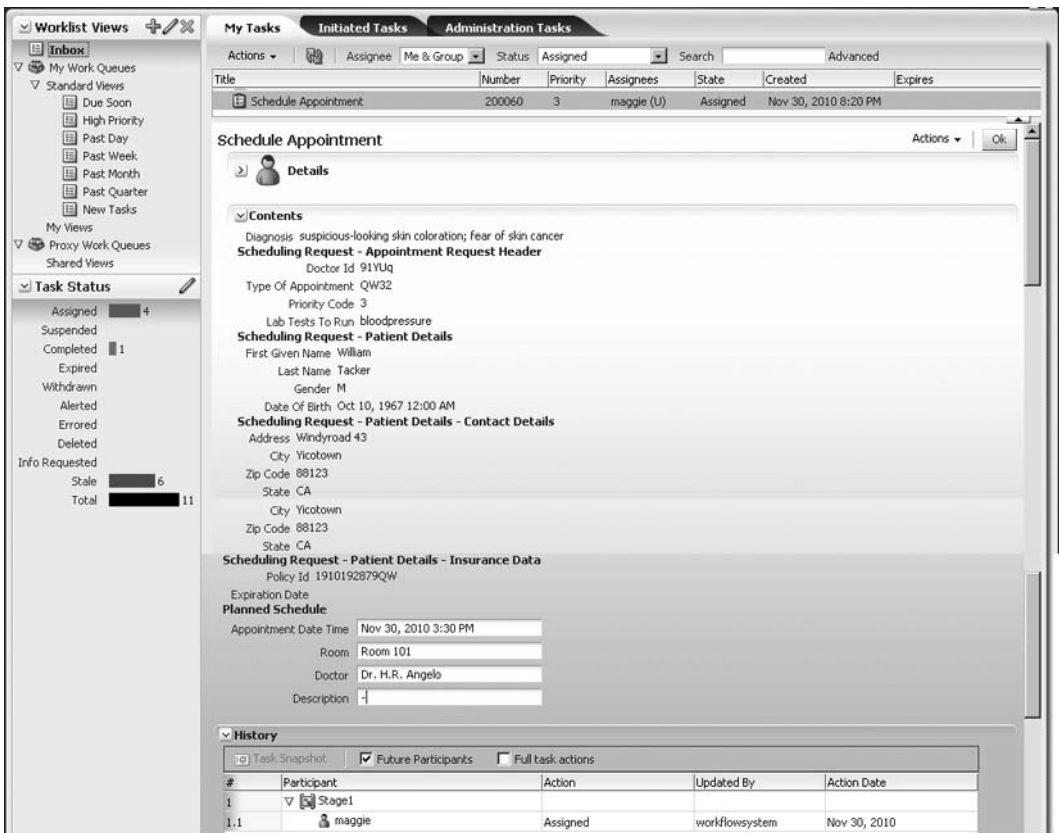 Worklist Views
Inbox
My Work Queues
Standard Views
Due Soon
High Priority
Past Day
Past Week
Past Month
Past Quarter
New Tasks
My Views
Proxy Work Queues
Shared Views
Task Status
Assigned 4
Suspended
Completed 1
Expired
Withdrawn
Alerted
Errored
Deleted
Info Requested
Stale 6
Total 11
My Tasks Initiated Tasks Administration Tasks
Actions Assignee Me & Group Status Assigned Search Advanced
Title Number Priority Assignees State Created Expires
Schedule Appointment 200060 3 maggie (U) Assigned Nov 30, 2010 8:20 PM
Schedule Appointment Actions Ok
Details
Contents
Diagnosis suspicious-looking skin coloration; fear of skin cancer
Scheduling Request - Appointment Request Header
Doctor Id 91YUq
Type Of Appointment QW32
Priority Code 3
Lab Tests To Run bloodpressure
Scheduling Request - Patient Details
First Given Name William
Last Name Tacker
Gender M
Date Of Birth Oct 10, 1967 12:00 AM
Scheduling Request - Patient Details - Contact Details
Address Windyroad 43
City Yicotown
Zip Code 88123
State CA
City Yicotown
Zip Code 88123
State CA
Scheduling Request - Patient Details - Insurance Data
Policy Id 1910192879QW
Expiration Date
Planned Schedule
Appointment Date Time Nov 30, 2010 3:30 PM
Room Room 101
Doctor Dr. H.R. Angelo
Description -
History
Task Snapshot Future Participants Full task actions
# Participant Action Updated By Action Date
1 Stage1
1.1 maggie Assigned workflowsystem Nov 30, 2010